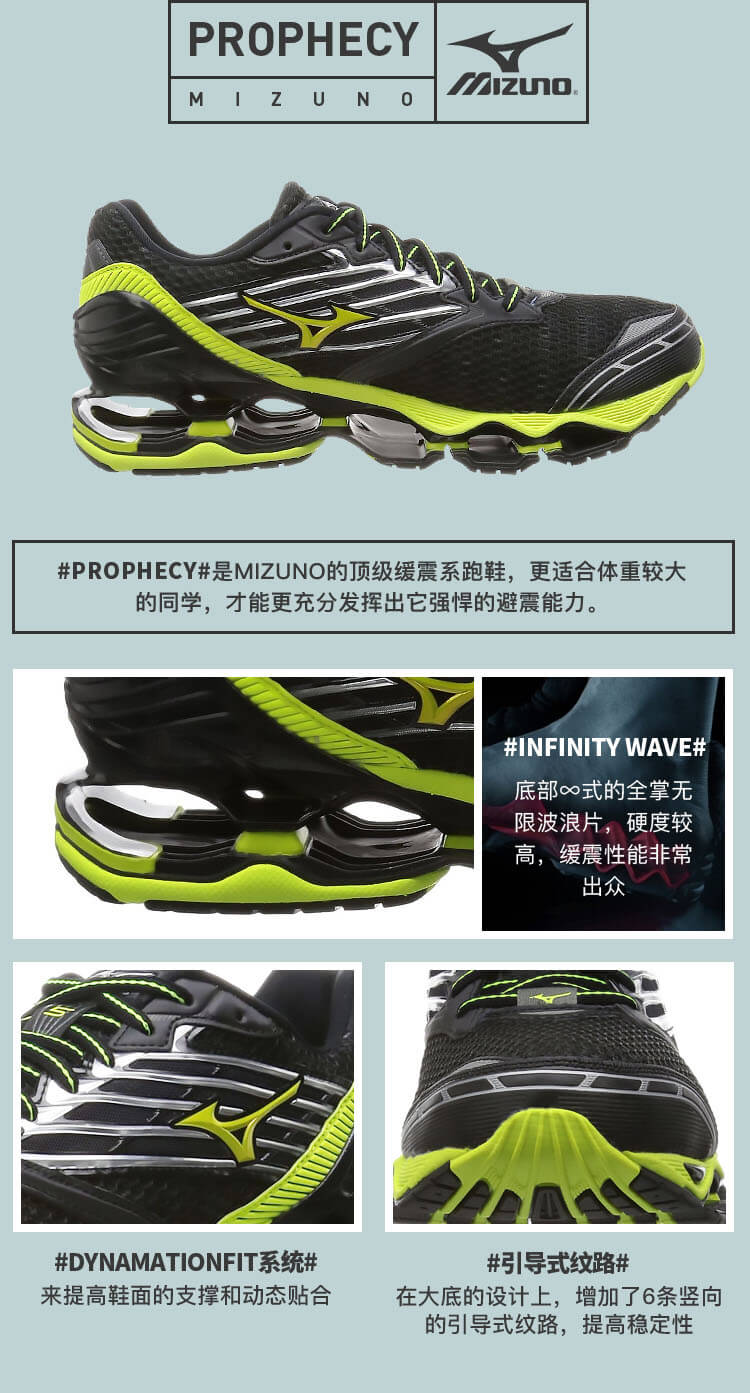 PROPHECY
MIZUNO
MIZUNO
#PROPHECY#是MIZUNO的顶级缓震系跑鞋，更适合体重较大
的同学，才能更充分发挥出它强悍的避震能力。
#INFINITY WAVE#
底部∞式的全掌无
限波浪片，硬度较
高，缓震性能非常
出众
#DYNAMATIONFIT系统#
来提高鞋面的支撑和动态贴合
#引导式纹路#
在大底的设计上，增加了6条竖向
的引导式纹路，提高稳定性